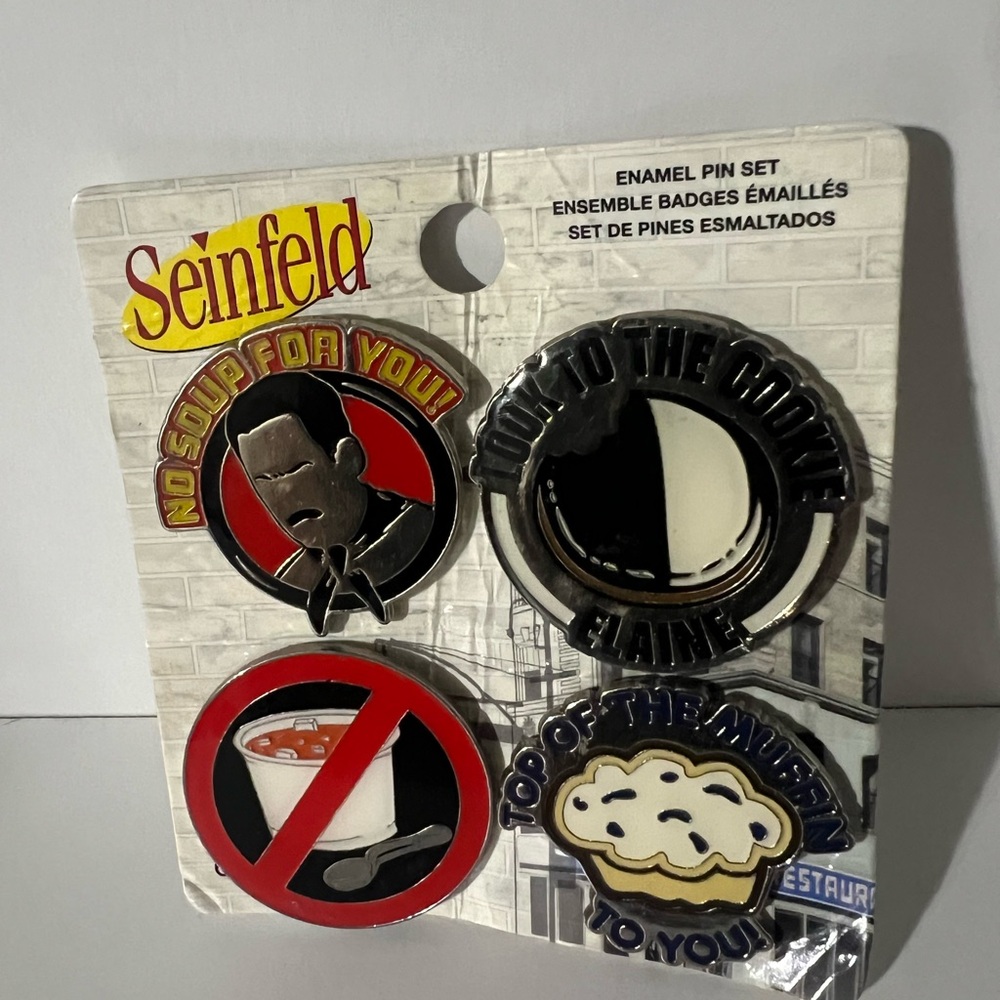 Seinfeld
ENAMEL PIN SET
ENSEMBLE BADGES ÉMAILLÉS
SET DE PINES ESMALTADOS
NO SOUP FOR YOU!
LOOK TO THE COOKIE
ELAINE
TOP OF THE MUFFIN
TO YOU!